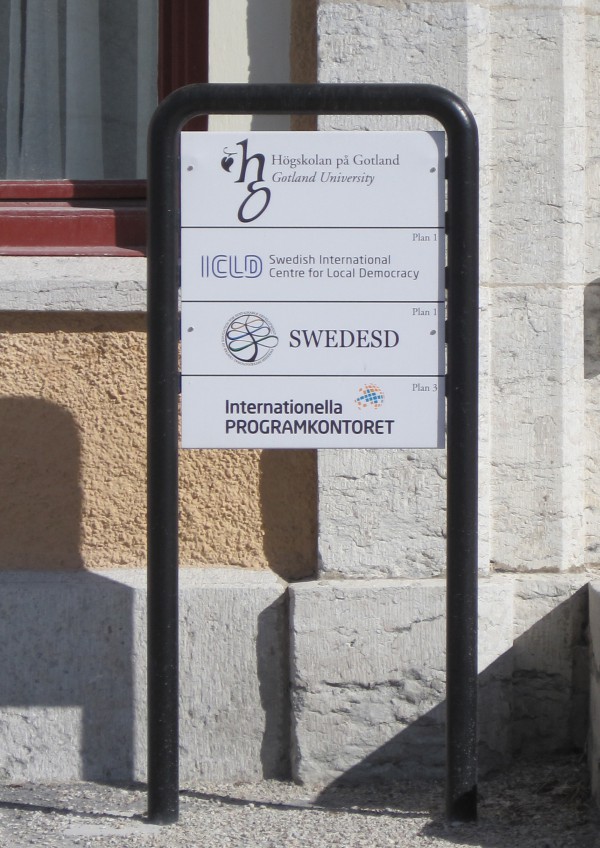 hg
Högskolan på Gotland
Gotland University
Plan 1
ICLD
Swedish International
Centre for Local Democracy
Plan 1
SWEDESD
Plan 3
Internationella
PROGRAMKONTORET